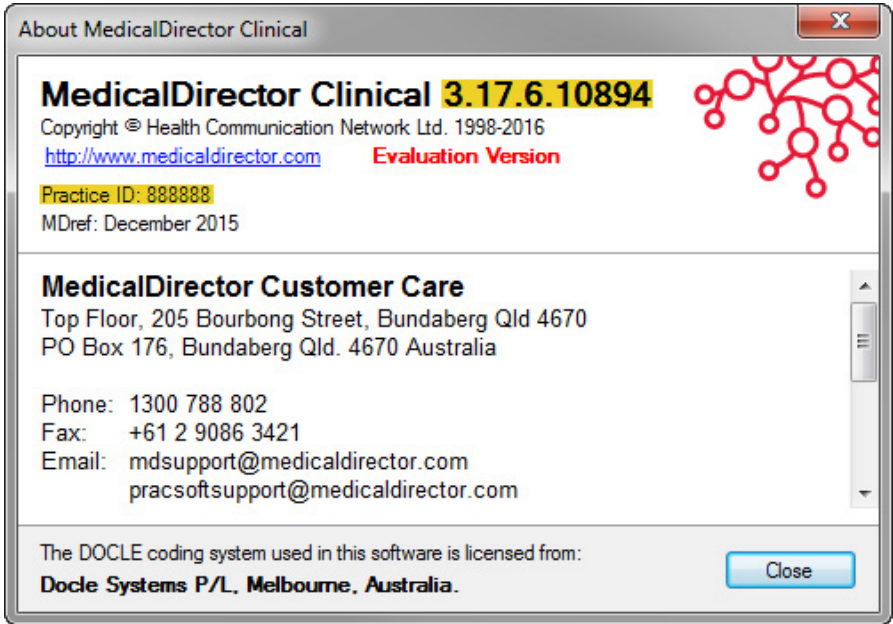 About MedicalDirector Clinical
MedicalDirector Clinical 3.17.6.10894
Copyright © Health Communication Network Ltd. 1998-2016
http://www.medicaldirector.com Evaluation Version
Practice ID: 888888
MDref: December 2015
MedicalDirector Customer Care
Top Floor, 205 Bourbong Street, Bundaberg Qld 4670
PO Box 176, Bundaberg Qld. 4670 Australia
Phone: 1300 788 802
Fax: +61 2 9086 3421
Email: mdsupport@medicaldirector.com
pracsoftsupport@medicaldirector.com
The DOCLE coding system used in this software is licensed from:
Docle Systems P/L, Melbourne, Australia.
Close